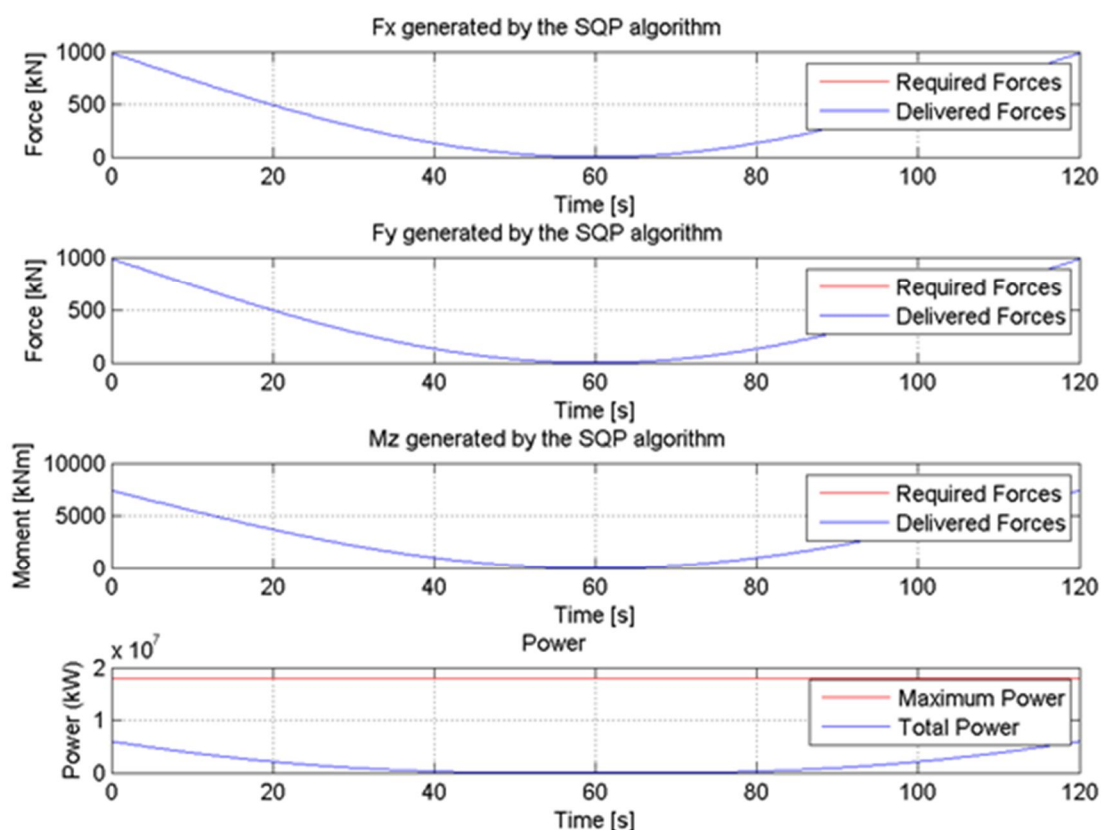 Fx generated by the SQP algorithm
Force [kN]
1000
500
0
Required Forces
Delivered Forces
0 20 40 60 80 100 120
Time [s]
Fy generated by the SQP algorithm
Force [kN]
1000
500
0
Required Forces
Delivered Forces
0 20 40 60 80 100 120
Time [s]
Mz generated by the SQP algorithm
Moment [kNm]
10000
5000
0
Required Forces
Delivered Forces
0 20 40 60 80 100 120
Time [s]
Power
x 10^7
Power (kW)
2
1
0
Maximum Power
Total Power
0 20 40 60 80 100 120
Time [s]